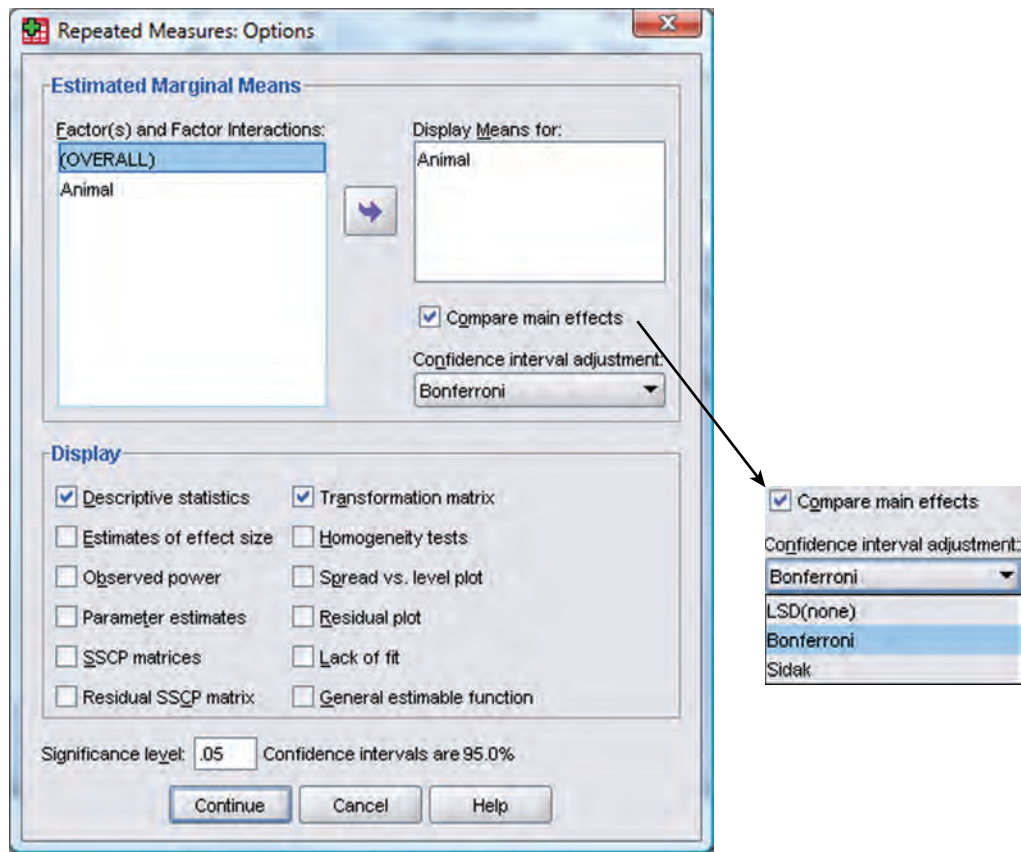 Repeated Measures: Options
Estimated Marginal Means
Factor(s) and Factor Interactions:
(OVERALL)
Animal
Display Means for:
Animal
Compare main effects
Confidence interval adjustment:
Bonferroni
Display
Descriptive statistics
Transformation matrix
Estimates of effect size
Homogeneity tests
Observed power
Spread vs. level plot
Parameter estimates
Residual plot
SSCP matrices
Lack of fit
Residual SSCP matrix
General estimable function
Significance level: .05 Confidence intervals are 95.0%
Continue
Cancel
Help
Compare main effects
Confidence interval adjustment:
Bonferroni
LSD(none)
Bonferroni
Sidak